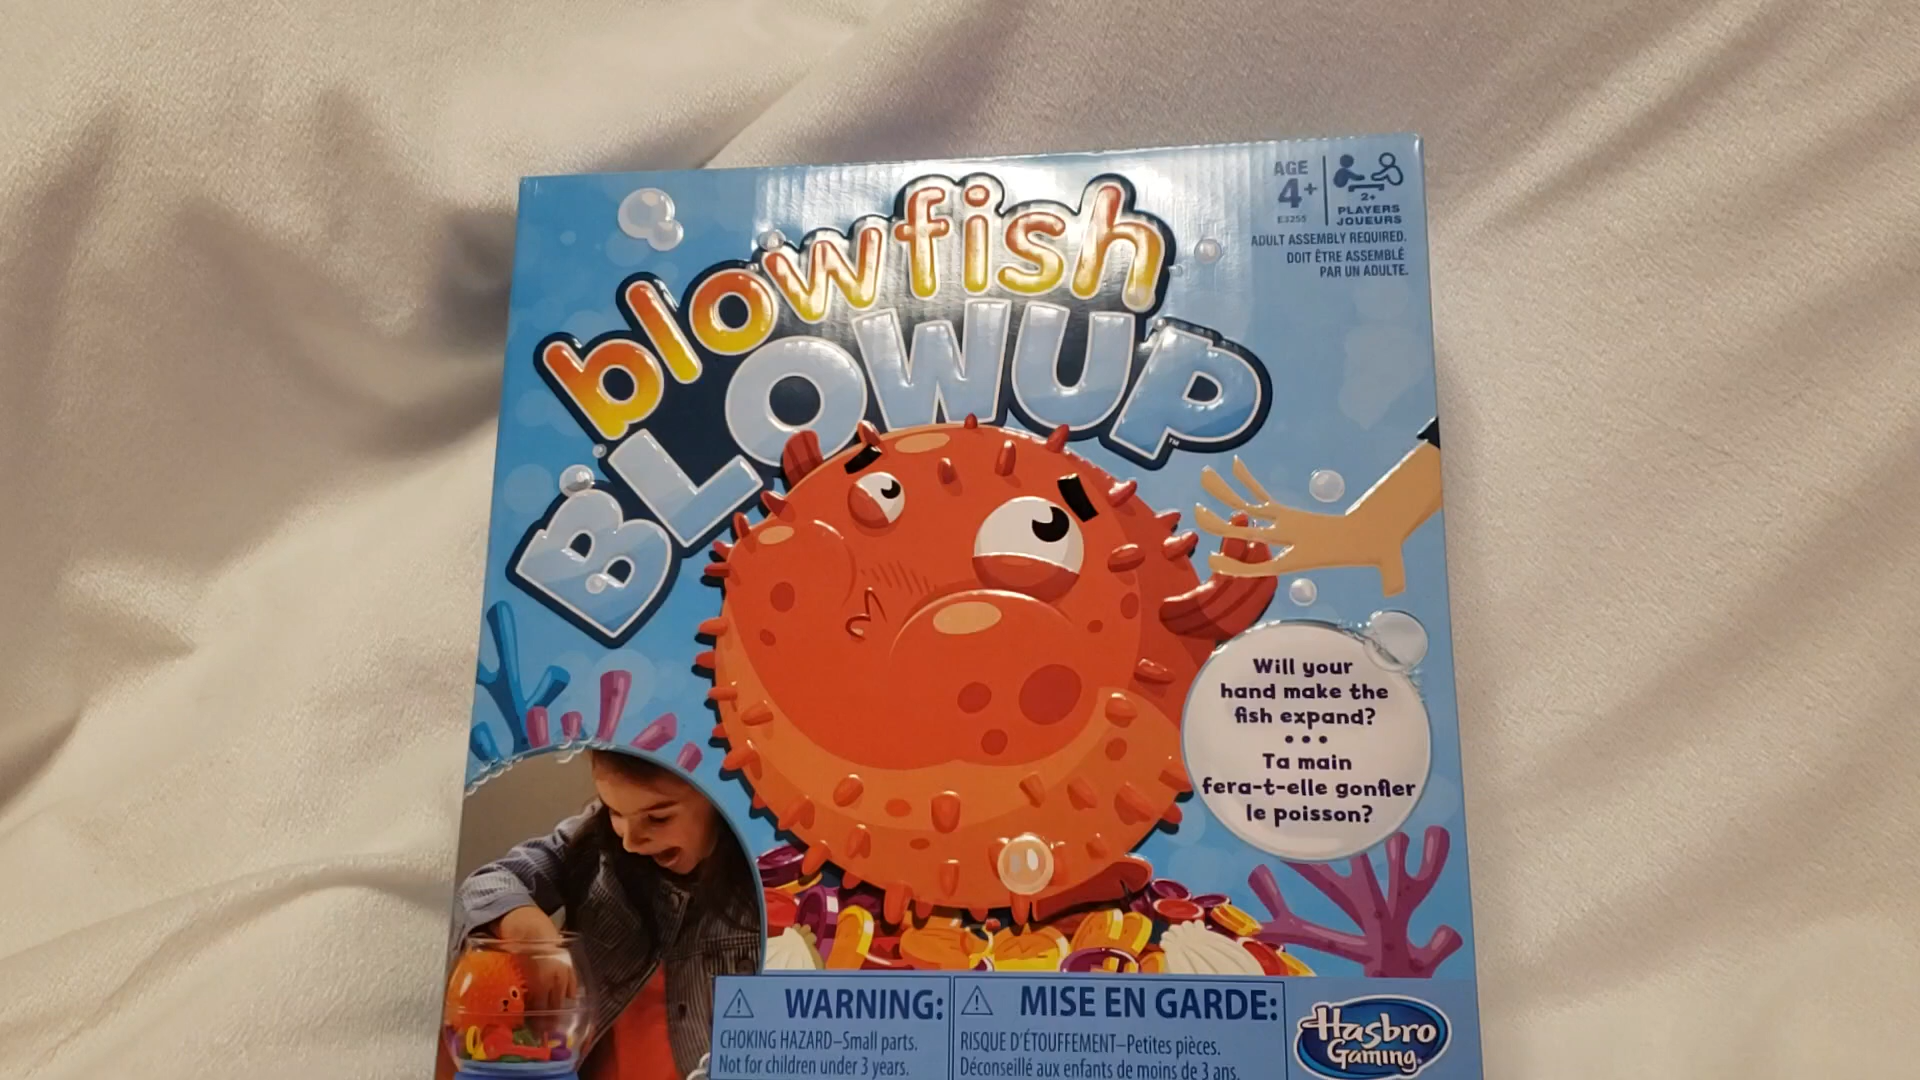 blowfish
BLOWUP™
AGE
4+
E3255
2+
PLAYERS
JOUEURS
ADULT ASSEMBLY REQUIRED.
DOIT ÊTRE ASSEMBLÉ
PAR UN ADULTE.
Will your
hand make the
fish expand?
•••
Ta main
fera-t-elle gonfler
le poisson?
WARNING:
CHOKING HAZARD–Small parts.
Not for children under 3 years.
MISE EN GARDE:
RISQUE D'ÉTOUFFEMENT–Petites pièces.
Déconseillé aux enfants de moins de 3 ans.
Hasbro
Gaming